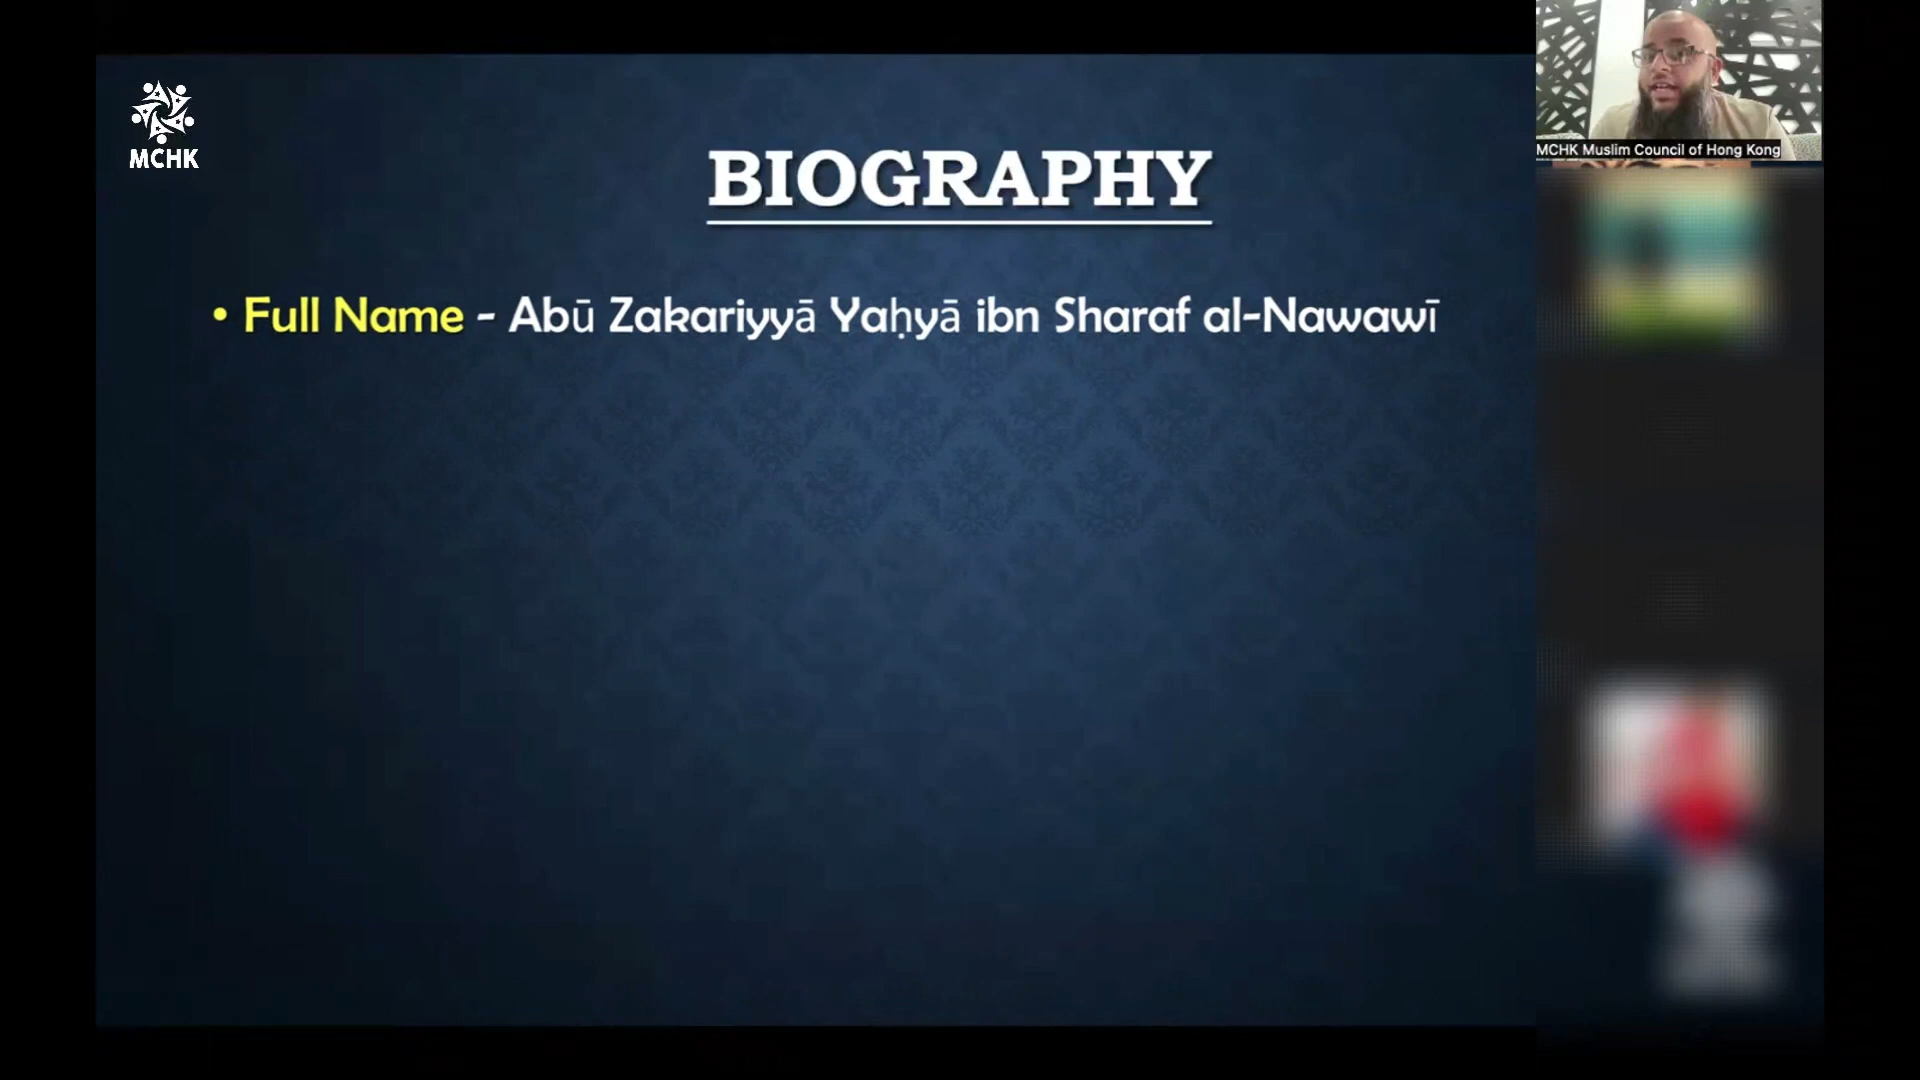 MCHK
BIOGRAPHY
• Full Name - Abū Zakariyyā Yaḥyā ibn Sharaf al-Nawawī
MCHK Muslim Council of Hong Kong